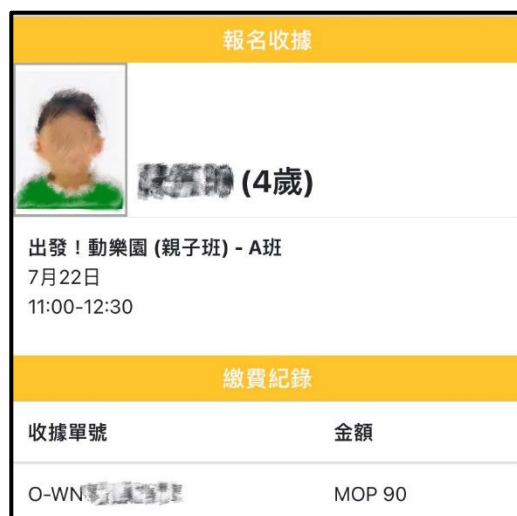 報名收據
(4歲)
出發！動樂園 (親子班) - A班
7月22日
11:00-12:30
繳費紀錄
收據單號 金額
O-WN MOP 90